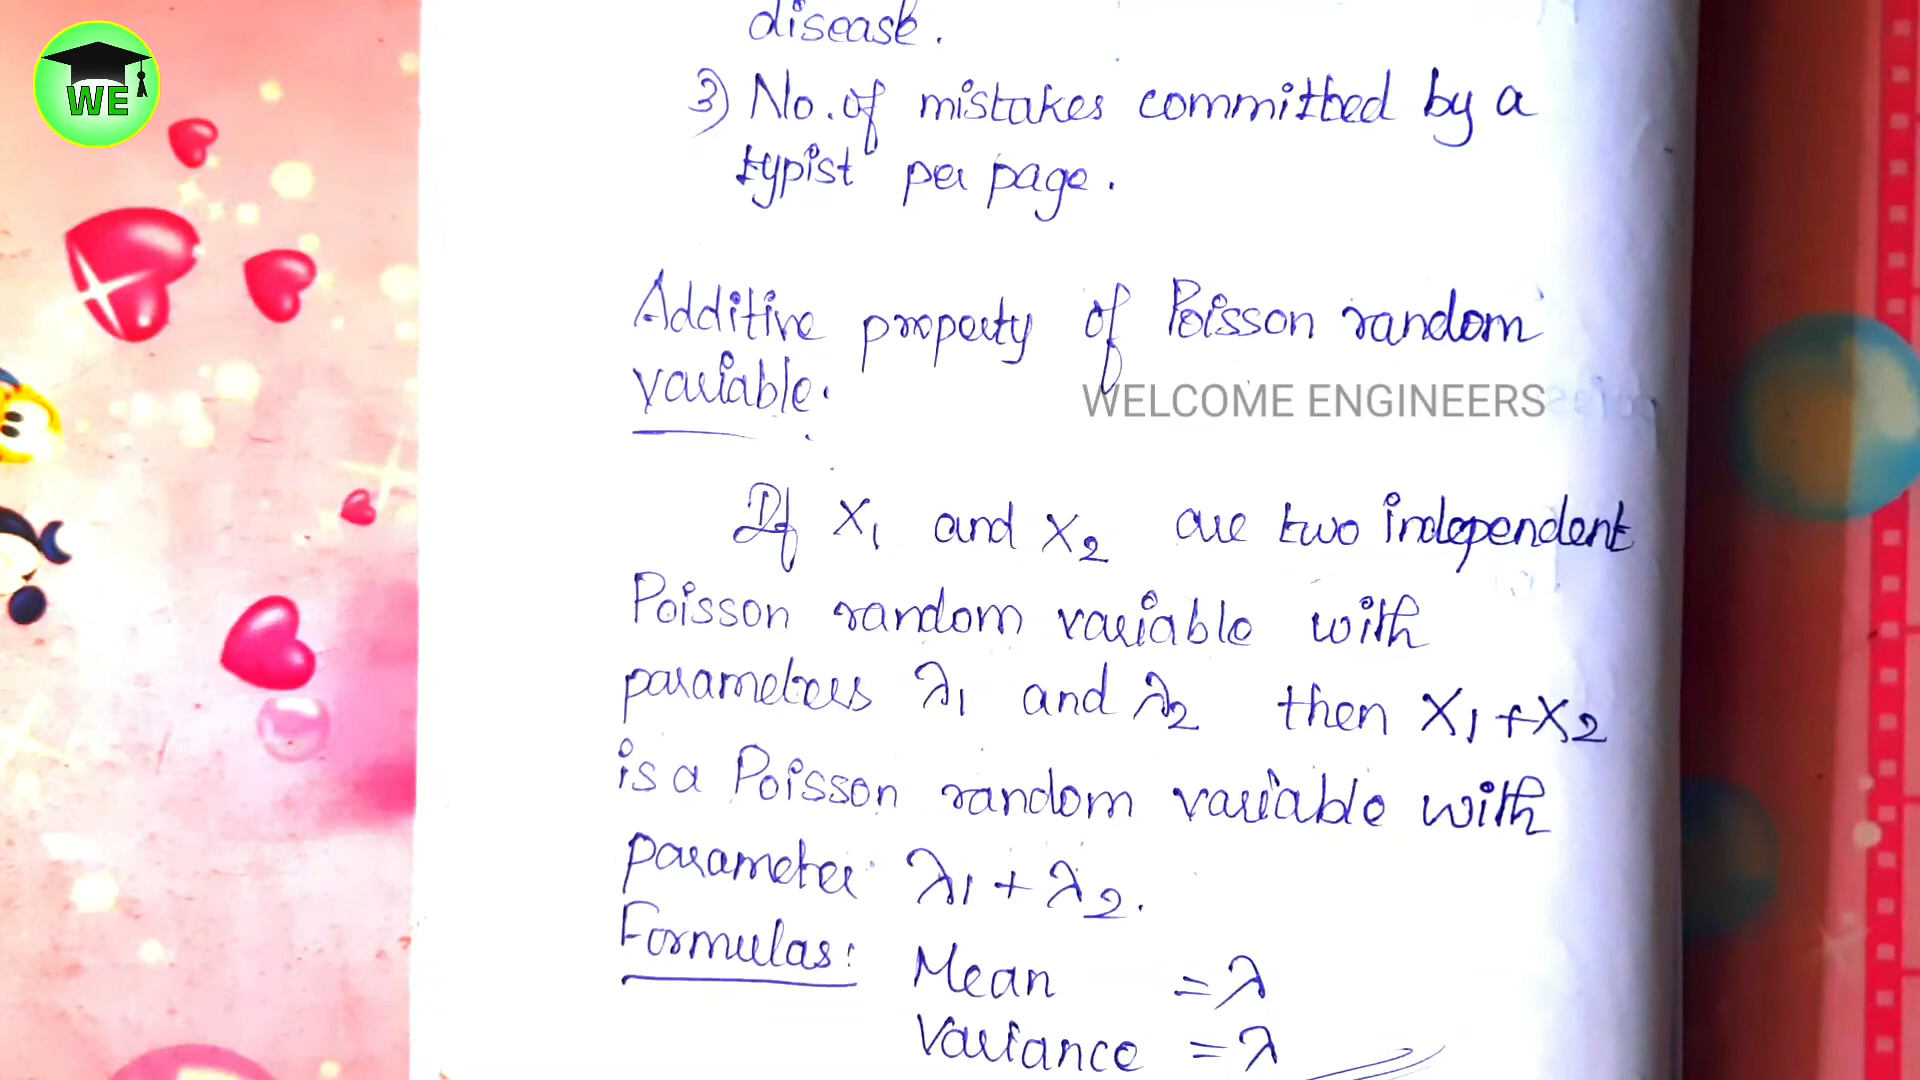 WE
disease.
3) No. of mistakes committed by a
typist per page.
Additive property of Poisson random
variable.
WELCOME ENGINEERS
If X₁ and X₂ are two independent
Poisson random variable with
parameters λ₁ and λ₂ then X₁+X₂
is a Poisson random variable with
parameter λ₁ + λ₂.
Formulas: Mean = λ
Variance = λ